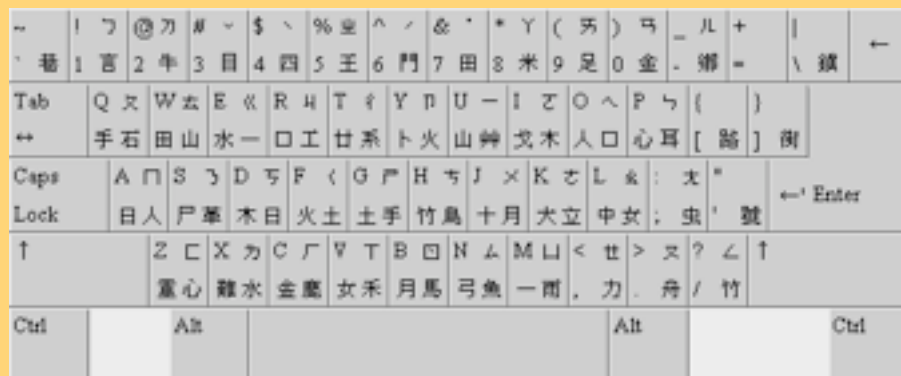 ~ ! ㄅ @ ㄉ # ˇ $ ˋ % ㄓ ^ ˊ & ˙ * ㄚ ( ㄞ ) ㄢ _ ㄦ + | ←
` 巷 1 言 2 牛 3 目 4 四 5 王 6 門 7 田 8 米 9 足 0 金 - = \
Tab Q ㄆ W ㄊ E ㄍ R ㄐ T ㄔ Y ㄗ U ㄧ I ㄛ O ㄟ P ㄣ { }
↔ 手石 田山 水一 口工 廿糸 卜火 山艸 戈木 人口 心耳 [ 路 ] 街
Caps A ㄇ S ㄋ D ㄎ F ㄑ G ㄕ H ㄘ J ㄨ K ㄜ L ㄠ : ㄤ " ←' Enter
Lock 日人 尸革 木日 火土 土手 竹鳥 十月 大立 中女 ; 虫 ' 號
↑ Z ㄈ X ㄌ C ㄏ V ㄒ B ㄖ N ㄙ M ㄩ < ㄝ > ㄡ ? ㄥ ↑
重心 難水 金鹿 女禾 月馬 弓魚 一雨 , 力 . 舟 / 竹
Ctrl Alt Alt Ctrl